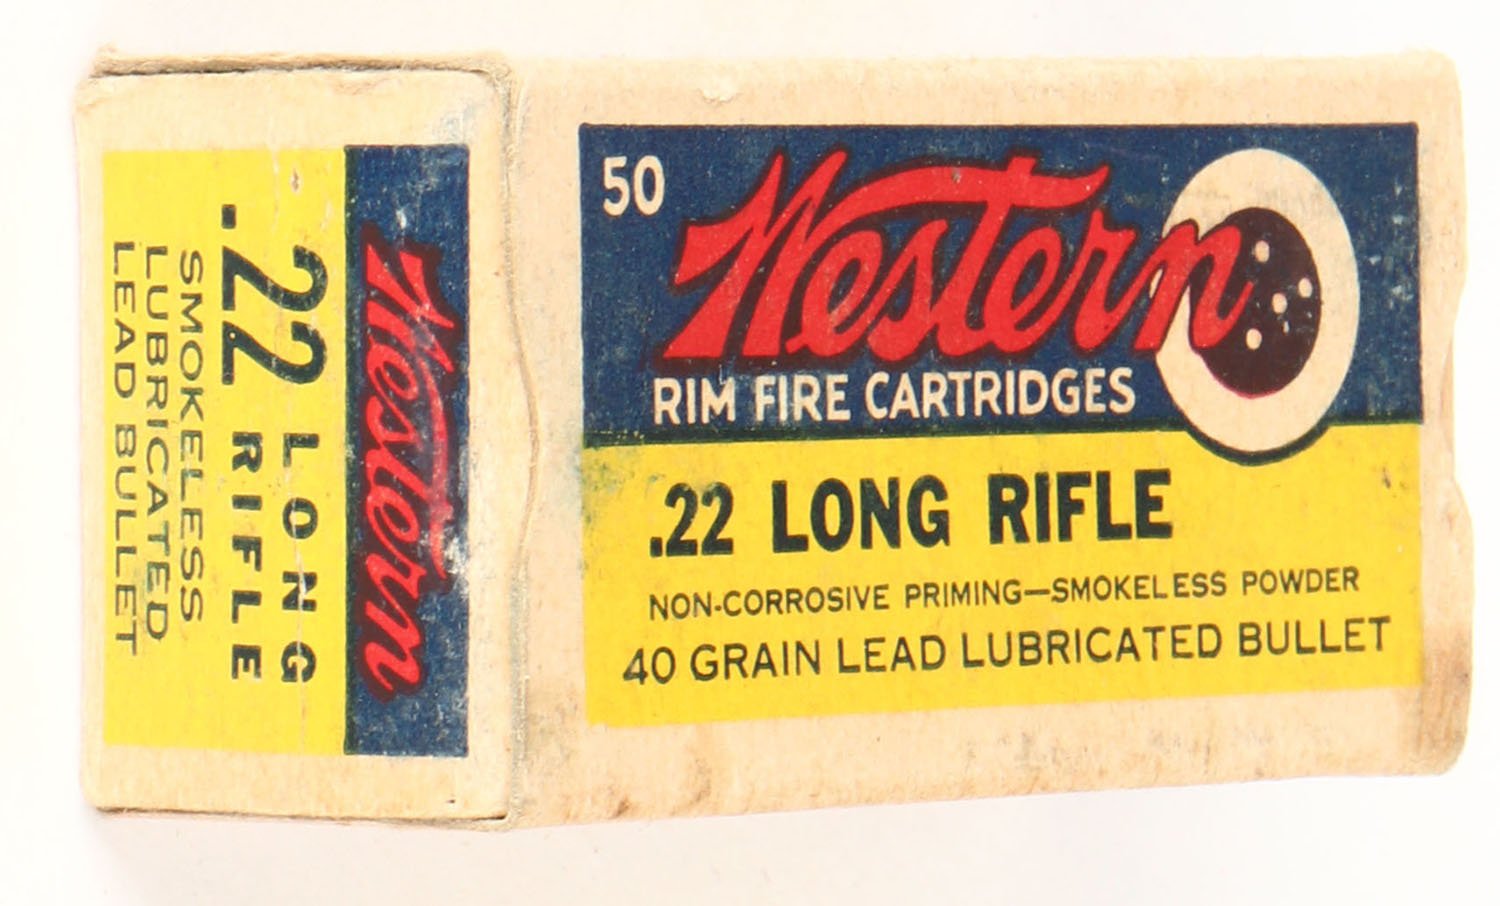 50
Western
RIM FIRE CARTRIDGES
.22 LONG RIFLE
NON-CORROSIVE PRIMING—SMOKELESS POWDER
40 GRAIN LEAD LUBRICATED BULLET
Western
22 LONG
.22 RIFLE
SMOKELESS
LUBRICATED
LEAD BULLET